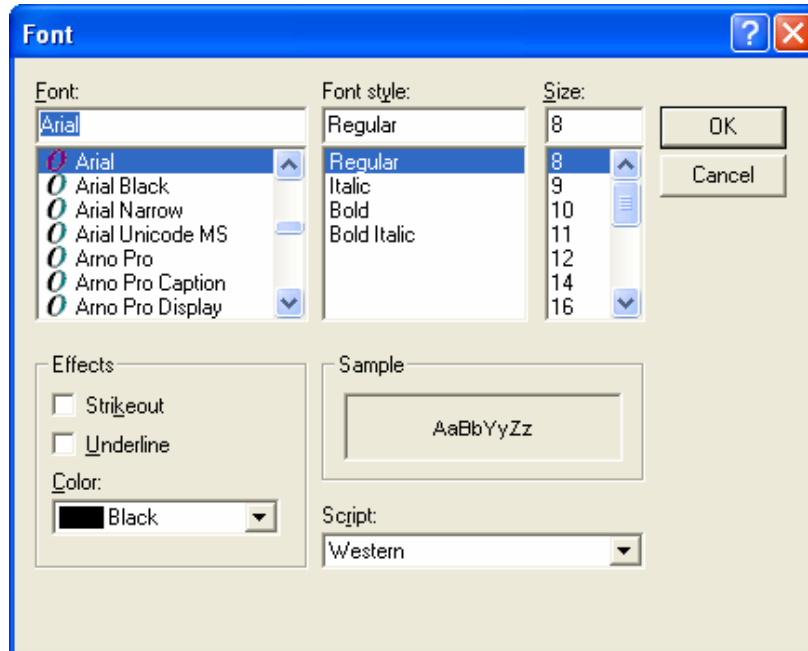 Font
Font:
Arial
Arial
Arial Black
Arial Narrow
Arial Unicode MS
Arno Pro
Arno Pro Caption
Arno Pro Display
Font style:
Regular
Regular
Italic
Bold
Bold Italic
Size:
8
8
9
10
11
12
14
16
OK
Cancel
Effects
Strikeout
Underline
Color:
Black
Sample
AaBbYyZz
Script:
Western